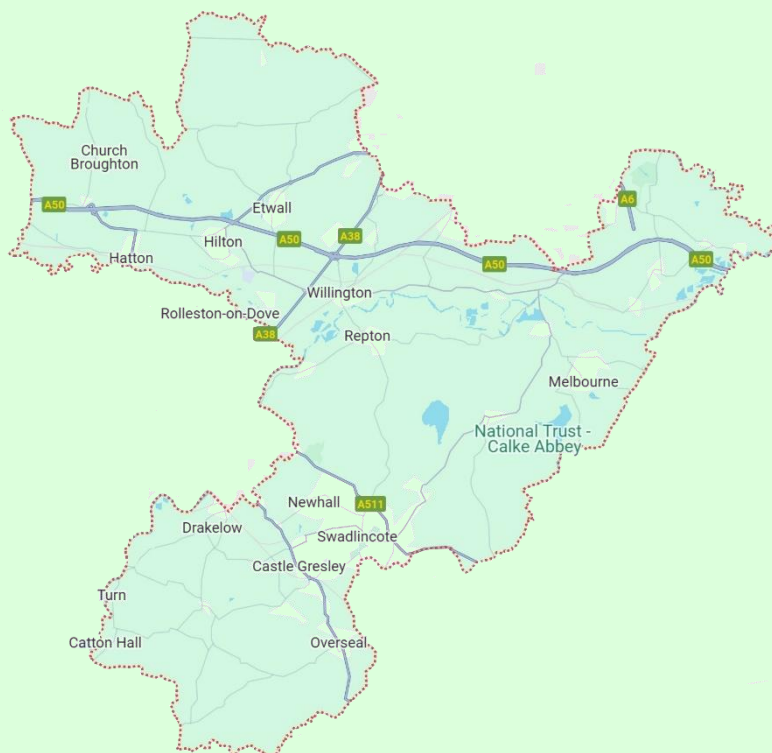 Church
Broughton
A6
A50
Etwall
A38
Hilton
A50
Hatton
A50
A50
Willington
Rolleston-on-Dove
A38
Repton
Melbourne
National Trust -
Calke Abbey
Newhall
A511
Drakelow
Swadlincote
Castle Gresley
Turn
Catton Hall
Overseal